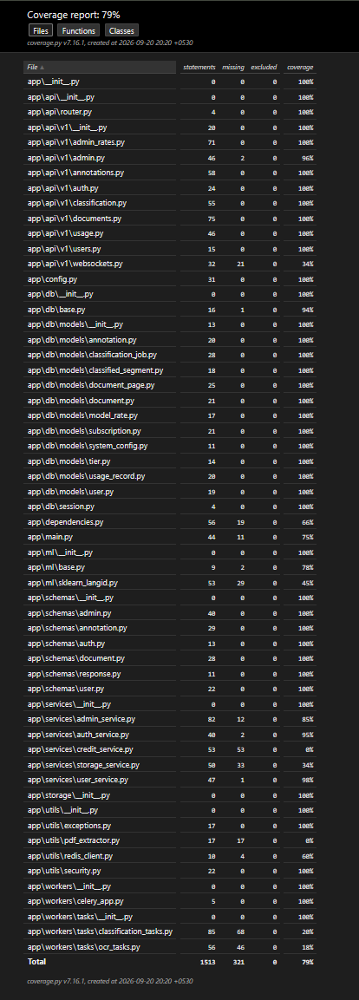 Coverage report: 79%
Files Functions Classes
coverage.py v7.16.1, created at 2026-09-20 20:20 +0530
File ▲ statements missing excluded coverage
app\__init__.py 0 0 0 100%
app\api\__init__.py 0 0 0 100%
app\api\router.py 4 0 0 100%
app\api\v1\__init__.py 20 0 0 100%
app\api\v1\admin_rates.py 71 0 0 100%
app\api\v1\admin.py 46 2 0 96%
app\api\v1\annotations.py 58 0 0 100%
app\api\v1\auth.py 24 0 0 100%
app\api\v1\classification.py 55 0 0 100%
app\api\v1\documents.py 75 0 0 100%
app\api\v1\usage.py 46 0 0 100%
app\api\v1\users.py 15 0 0 100%
app\api\v1\websockets.py 32 21 0 34%
app\config.py 31 0 0 100%
app\db\__init__.py 0 0 0 100%
app\db\base.py 16 1 0 94%
app\db\models\__init__.py 13 0 0 100%
app\db\models\annotation.py 20 0 0 100%
app\db\models\classification_job.py 28 0 0 100%
app\db\models\classified_segment.py 18 0 0 100%
app\db\models\document_page.py 25 0 0 100%
app\db\models\document.py 21 0 0 100%
app\db\models\model_rate.py 17 0 0 100%
app\db\models\subscription.py 21 0 0 100%
app\db\models\system_config.py 11 0 0 100%
app\db\models\tier.py 14 0 0 100%
app\db\models\usage_record.py 20 0 0 100%
app\db\models\user.py 19 0 0 100%
app\db\session.py 4 0 0 100%
app\dependencies.py 56 19 0 66%
app\main.py 44 11 0 75%
app\ml\__init__.py 0 0 0 100%
app\ml\base.py 9 2 0 78%
app\ml\sklearn_langid.py 53 29 0 45%
app\schemas\__init__.py 0 0 0 100%
app\schemas\admin.py 40 0 0 100%
app\schemas\annotation.py 29 0 0 100%
app\schemas\auth.py 13 0 0 100%
app\schemas\document.py 28 0 0 100%
app\schemas\response.py 11 0 0 100%
app\schemas\user.py 22 0 0 100%
app\services\__init__.py 0 0 0 100%
app\services\admin_service.py 82 12 0 85%
app\services\auth_service.py 40 2 0 95%
app\services\credit_service.py 53 53 0 0%
app\services\storage_service.py 50 33 0 34%
app\services\user_service.py 47 1 0 98%
app\storage\__init__.py 0 0 0 100%
app\utils\__init__.py 0 0 0 100%
app\utils\exceptions.py 17 0 0 100%
app\utils\pdf_extractor.py 17 17 0 0%
app\utils\redis_client.py 10 4 0 60%
app\utils\security.py 22 0 0 100%
app\workers\__init__.py 0 0 0 100%
app\workers\celery_app.py 5 0 0 100%
app\workers\tasks\__init__.py 0 0 0 100%
app\workers\tasks\classification_tasks.py 85 68 0 20%
app\workers\tasks\ocr_tasks.py 56 46 0 18%
Total 1513 321 0 79%
coverage.py v7.16.1, created at 2026-09-20 20:20 +0530